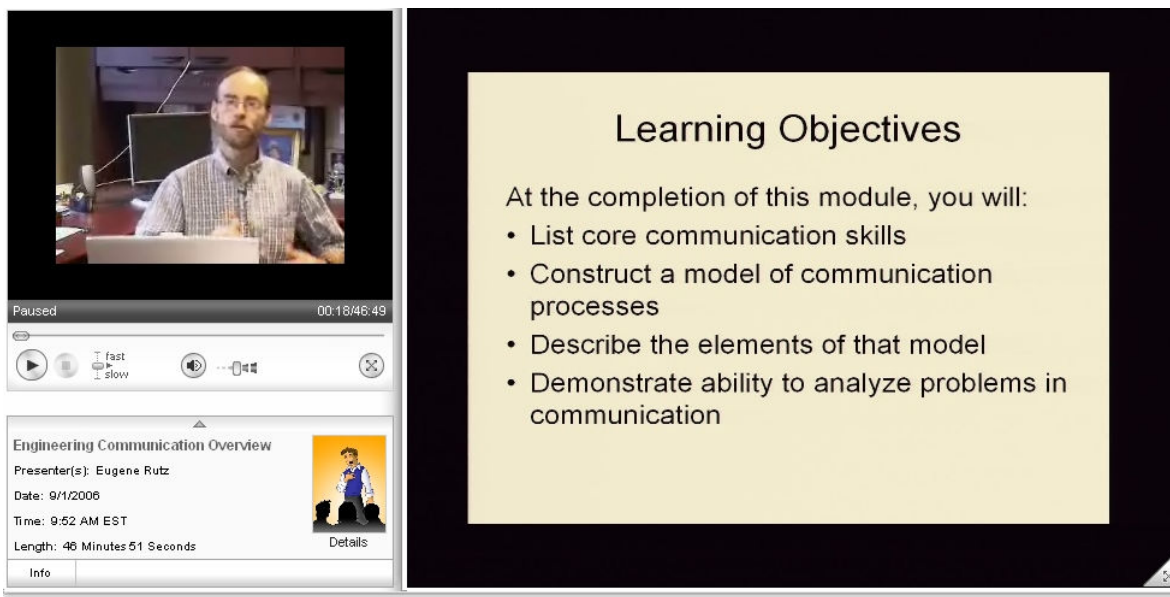 Paused 00:18/46:49
fast
slow
Engineering Communication Overview
Presenter(s): Eugene Rutz
Date: 9/1/2006
Time: 9:52 AM EST
Length: 46 Minutes 51 Seconds
Details
Info
Learning Objectives
At the completion of this module, you will:
• List core communication skills
• Construct a model of communication
processes
• Describe the elements of that model
• Demonstrate ability to analyze problems in
communication